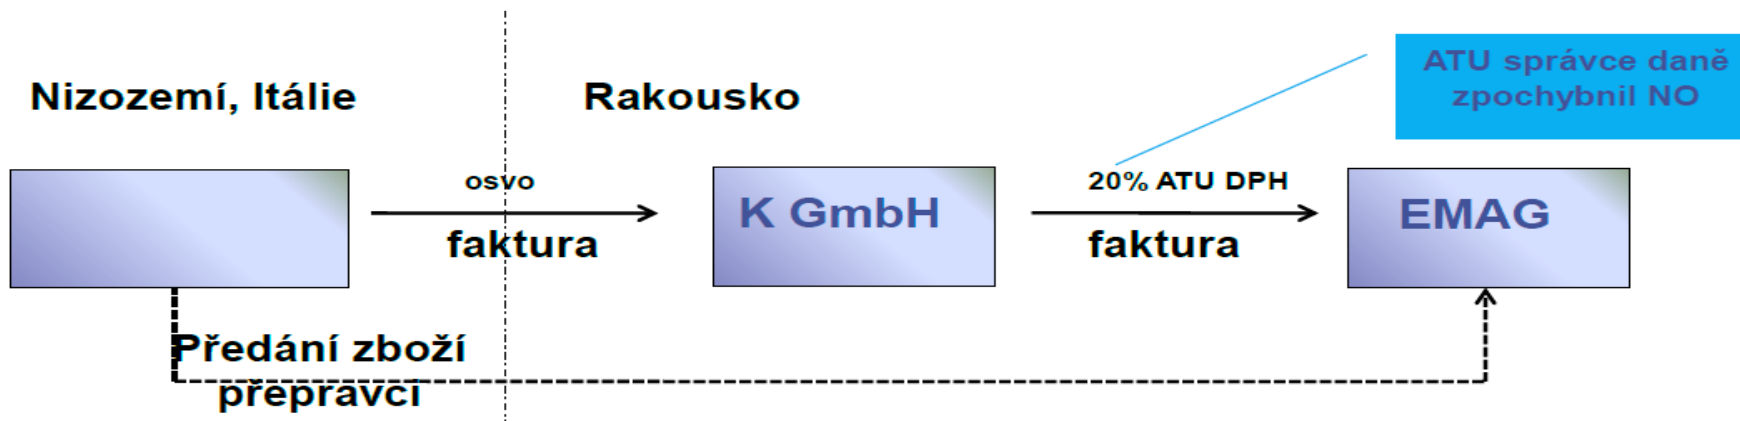 ATU správce daně
zpochybnil NO
Nizozemí, Itálie
Rakousko
osvo
faktura
K GmbH
20% ATU DPH
faktura
EMAG
Předání zboží
přepravci